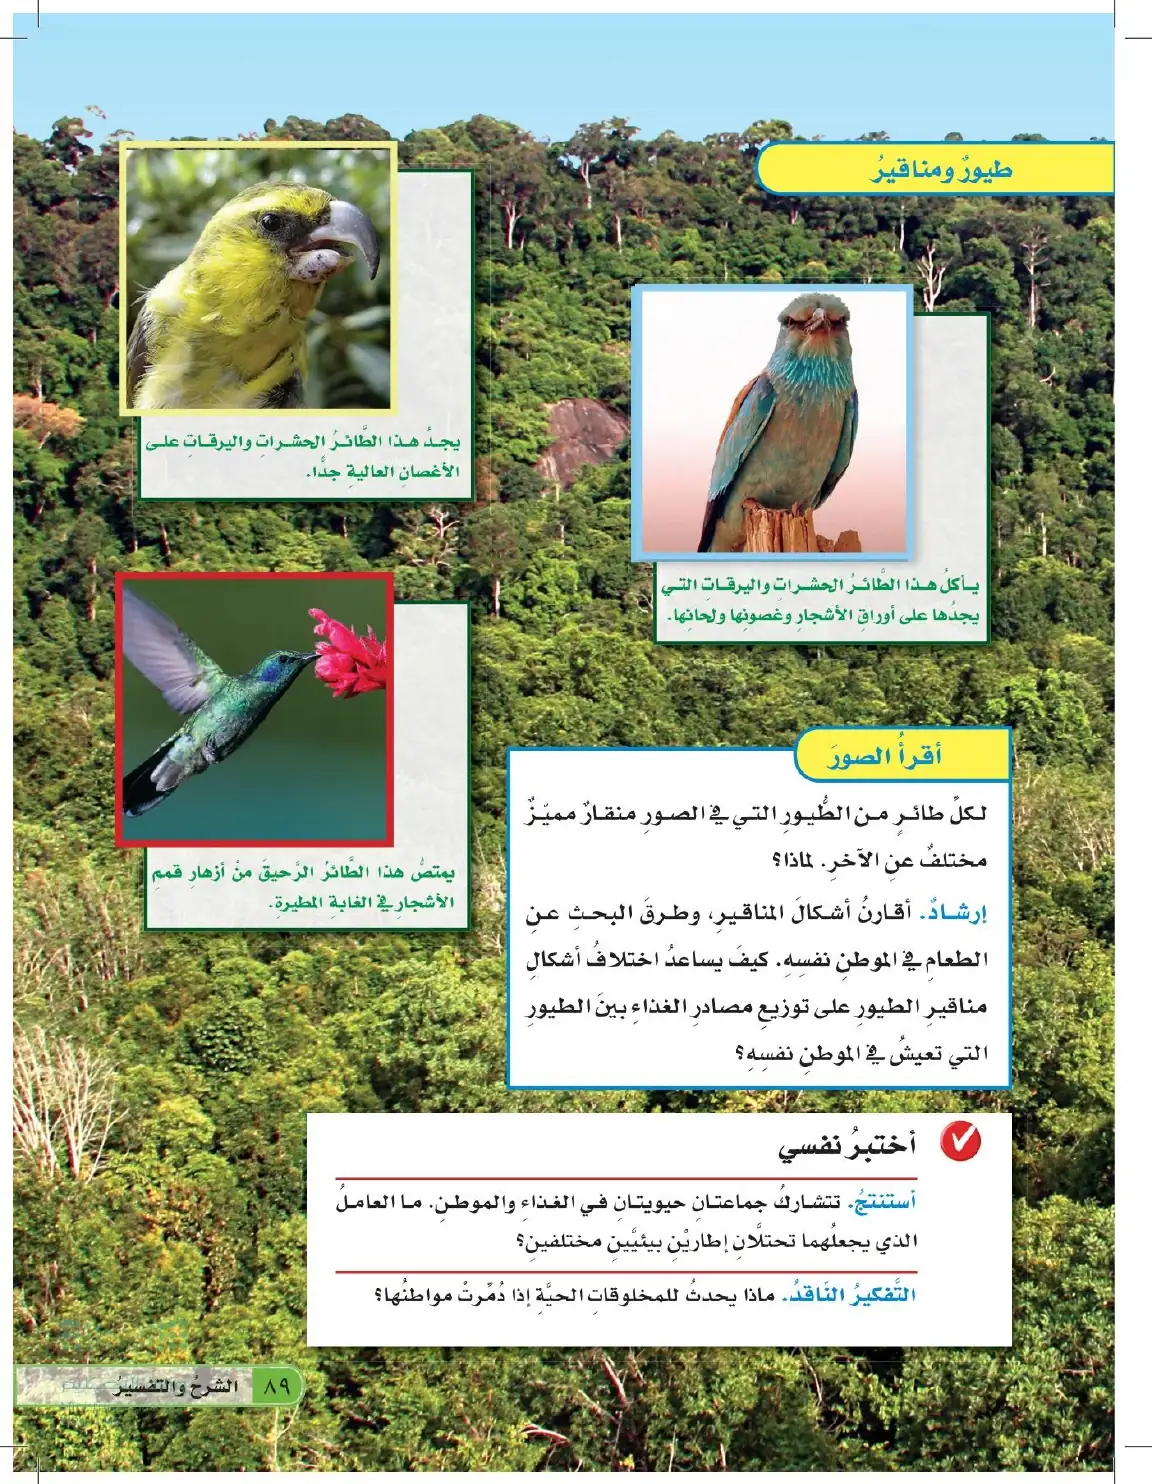 طيورٌ ومناقيرُ
يأكلُ هذا الطَّائرُ الحشراتِ واليرقاتِ التي
يجدُها على أوراقِ الأشجارِ وغصونِها ولحائِها.
يجدُ هذا الطَّائرُ الحشراتِ واليرقاتِ على
الأغصانِ العاليةِ جدًّا.
يمتصُّ هذا الطَّائرُ الرَّحيقَ منْ أزهارِ قممِ
الأشجارِ في الغابةِ المطيرةِ.
أقرأُ الصورَ
لكلِّ طائرٍ من الطُّيورِ التي في الصورِ منقارٌ مميّزٌ
مختلفٌ عنِ الآخرِ. لماذا؟
إرشادٌ. أقارنُ أشكالَ المناقيرِ، وطرقَ البحثِ عنِ
الطعامِ في الموطنِ نفسِهِ. كيفَ يساعدُ اختلافُ أشكالِ
مناقيرِ الطيورِ على توزيعِ مصادرِ الغذاءِ بينَ الطيورِ
التي تعيشُ في الموطنِ نفسِهِ؟
أختبرُ نفسي
أستنتجُ. تتشاركُ جماعتانِ حيويتانِ في الغذاءِ والموطنِ. ما العاملُ
الذي يجعلُهما تحتلَّانِ إطاريْنِ بيئيَّينِ مختلفينِ؟
التَّفكيرُ النَّاقدُ. ماذا يحدثُ للمخلوقاتِ الحيَّةِ إذا دُمِّرتْ مواطنُها؟
٨٩ الشرحُ والتفسيرُ